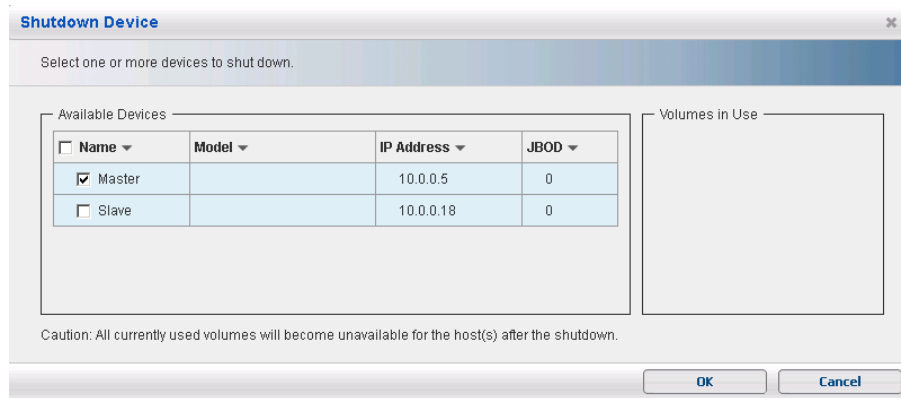 Shutdown Device
Select one or more devices to shut down.
Available Devices
Volumes in Use
Name Model IP Address JBOD
Master 10.0.0.5 0
Slave 10.0.0.18 0
Caution: All currently used volumes will become unavailable for the host(s) after the shutdown.
OK Cancel